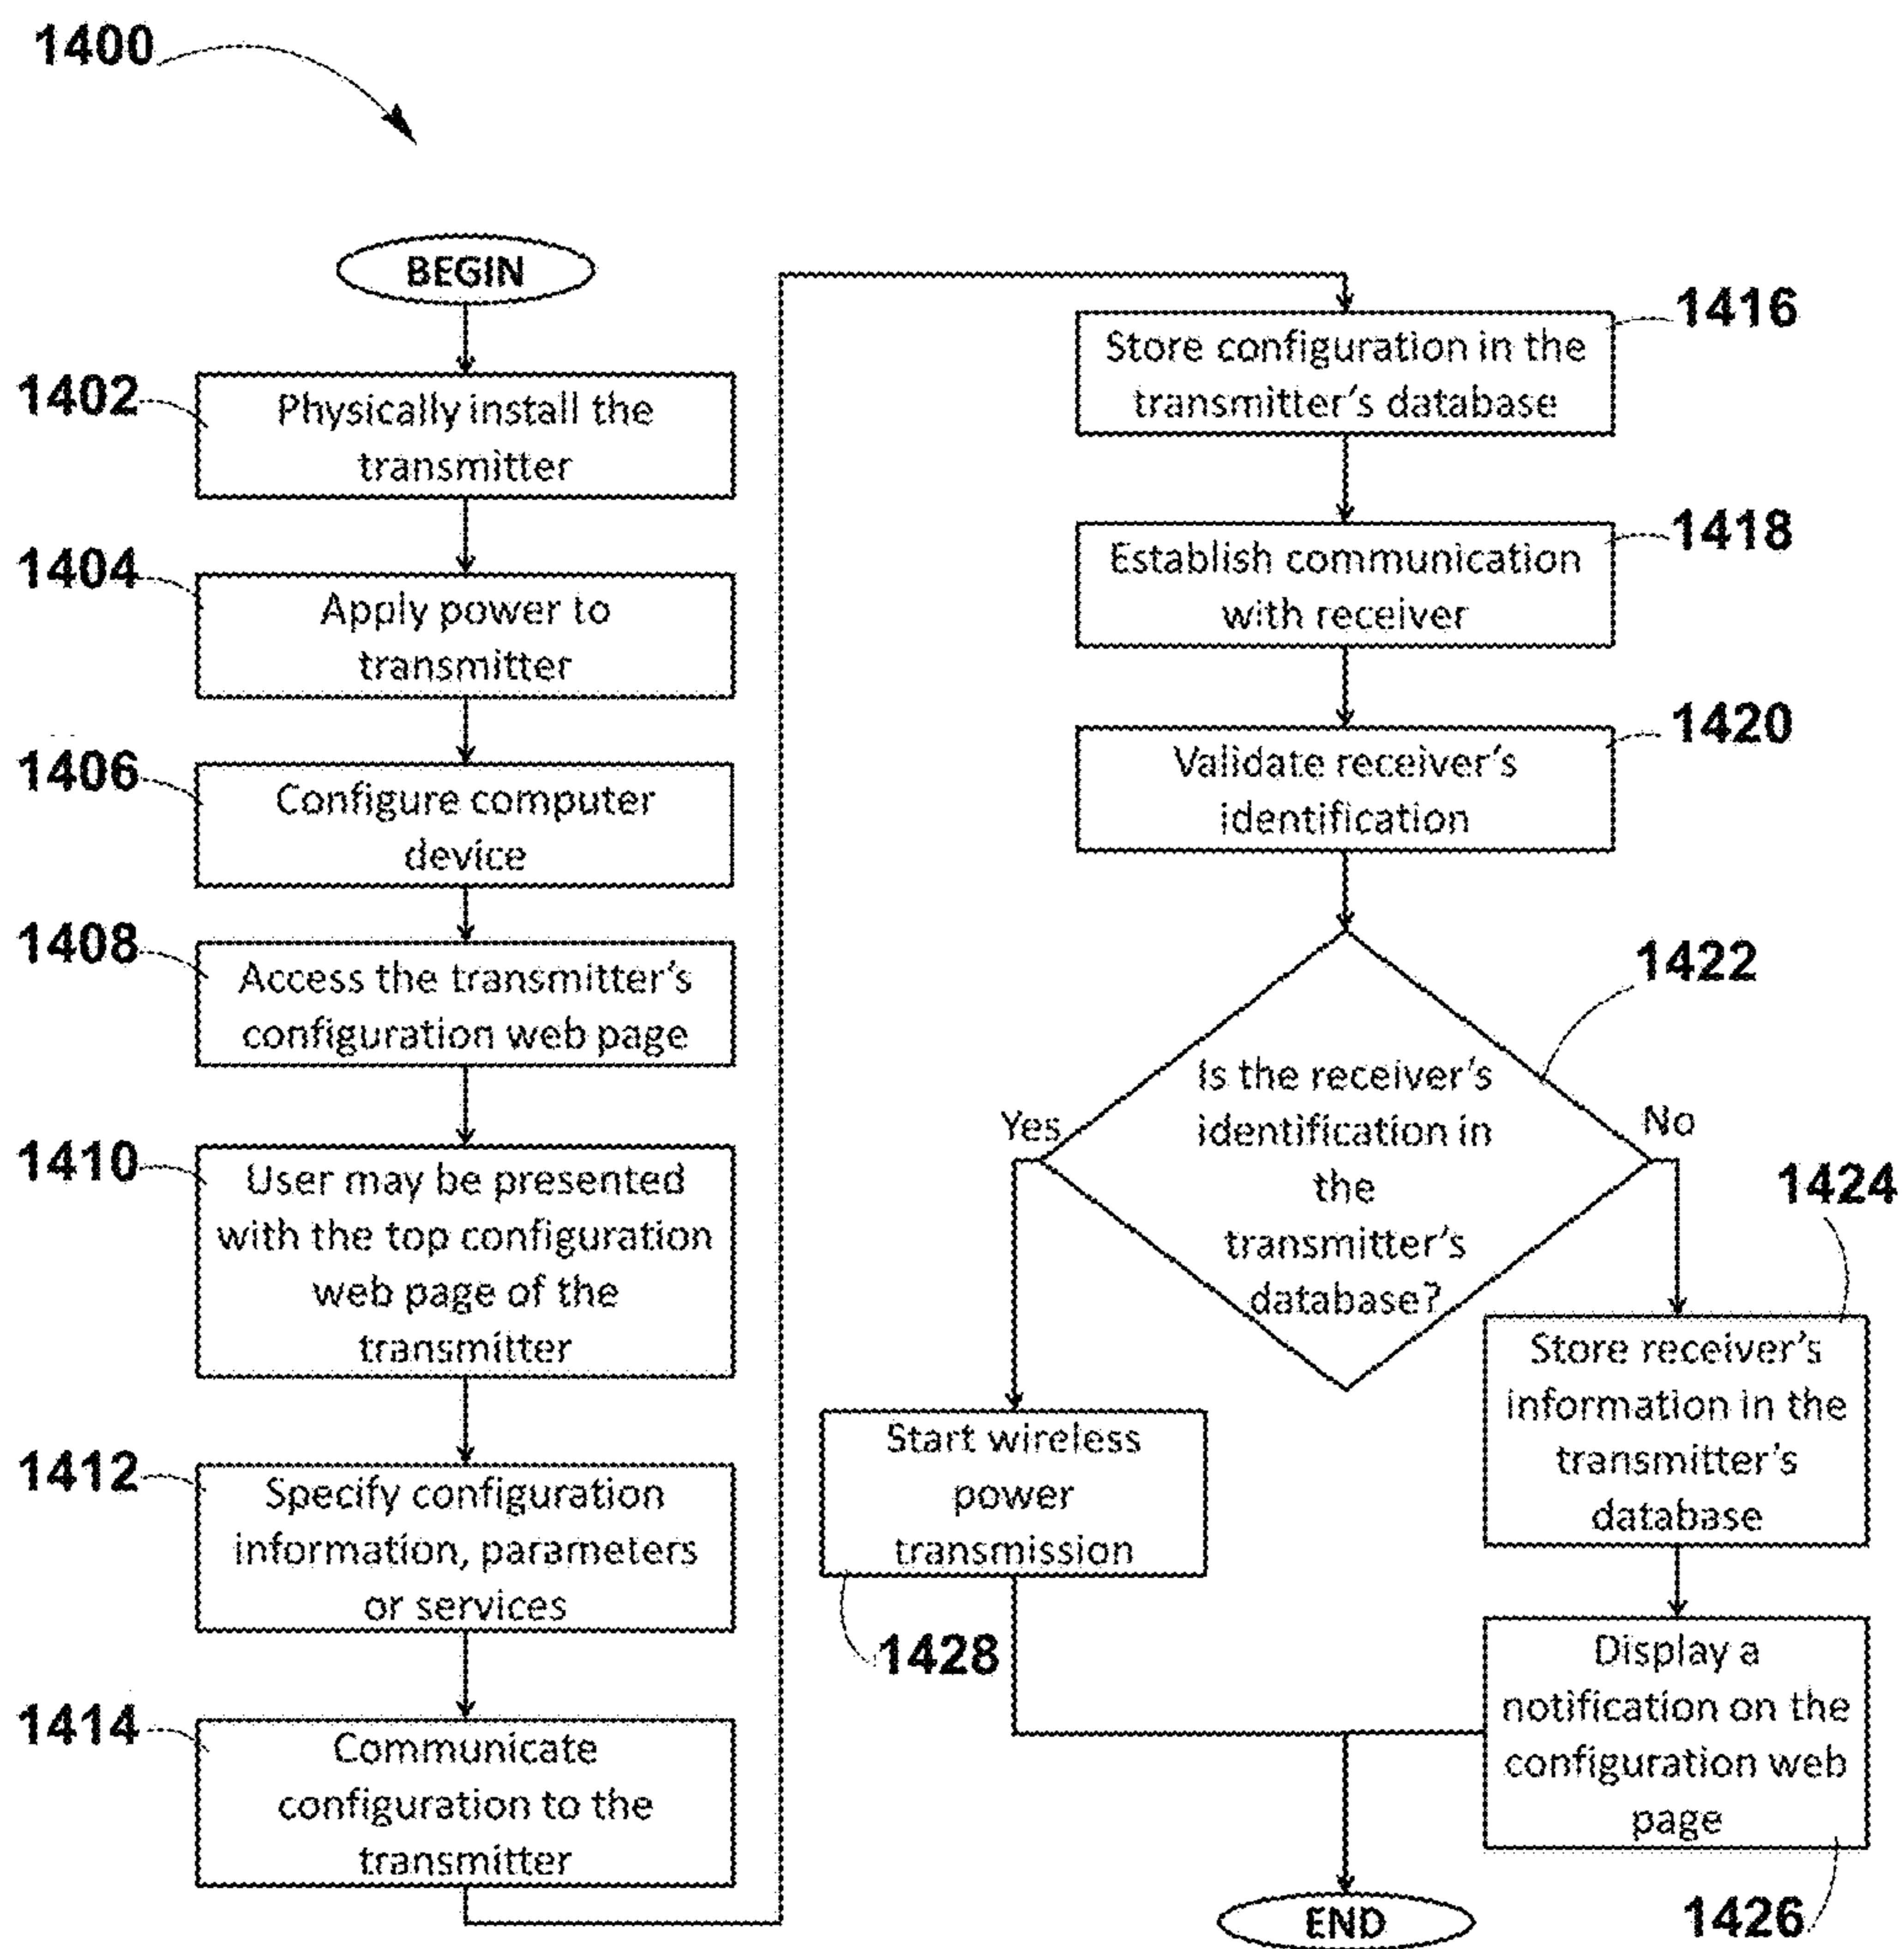 1400
BEGIN
1402
Physically install the
transmitter
1404
Apply power to
transmitter
1406
Configure computer
device
1408
Access the transmitter's
configuration web page
1410
User may be presented
with the top configuration
web page of the
transmitter
1412
Specify configuration
information, parameters
or services
1414
Communicate
configuration to the
transmitter
1416
Store configuration in the
transmitter's database
1418
Establish communication
with receiver
1420
Validate receiver's
identification
1422
Is the receiver's
identification in
the
transmitter's
database?
Yes
No
1424
Store receiver's
information in the
transmitter's
database
Start wireless
power
transmission
1428
Display a
notification on the
configuration web
page
1426
END